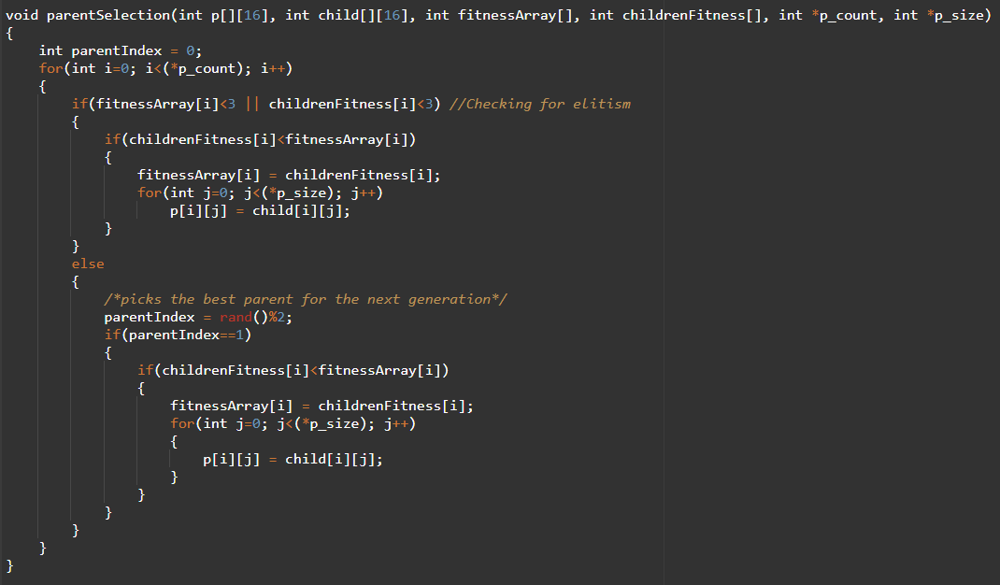 void parentSelection(int p[][16], int child[][16], int fitnessArray[], int childrenFitness[], int *p_count, int *p_size)
{
    int parentIndex = 0;
    for(int i=0; i<(*p_count); i++)
    {
        if(fitnessArray[i]<3 || childrenFitness[i]<3) //Checking for elitism
        {
            if(childrenFitness[i]<fitnessArray[i])
            {
                fitnessArray[i] = childrenFitness[i];
                for(int j=0; j<(*p_size); j++)
                    p[i][j] = child[i][j];
            }
        }
        else
        {
            /*picks the best parent for the next generation*/
            parentIndex = rand()%2;
            if(parentIndex==1)
            {
                if(childrenFitness[i]<fitnessArray[i])
                {
                    fitnessArray[i] = childrenFitness[i];
                    for(int j=0; j<(*p_size); j++)
                    {
                        p[i][j] = child[i][j];
                    }
                }
            }
        }
    }
}